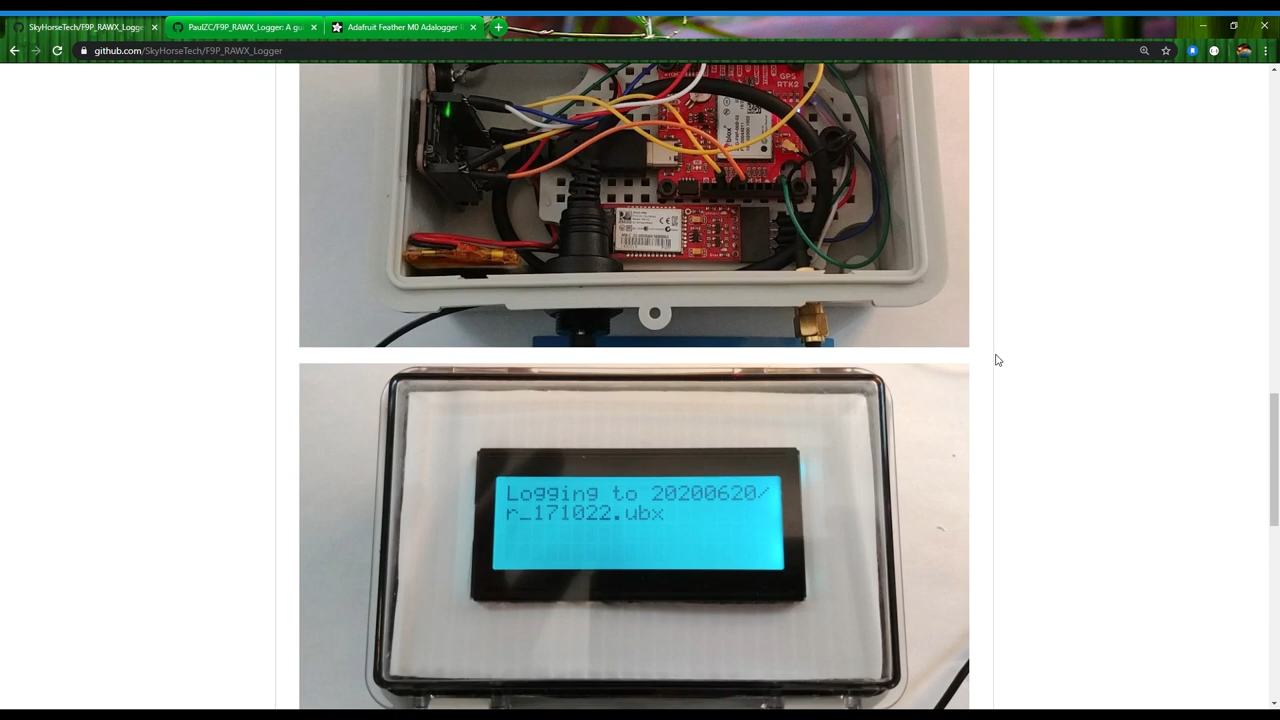 SkyHorseTech/F9P_RAWX_Logge
PaulZC/F9P_RAWX_Logger: A gu
Adafruit Feather M0 Adalogger
github.com/SkyHorseTech/F9P_RAWX_Logger
GPS
RTK2
Logging to 20200620/
r_171022.ubx